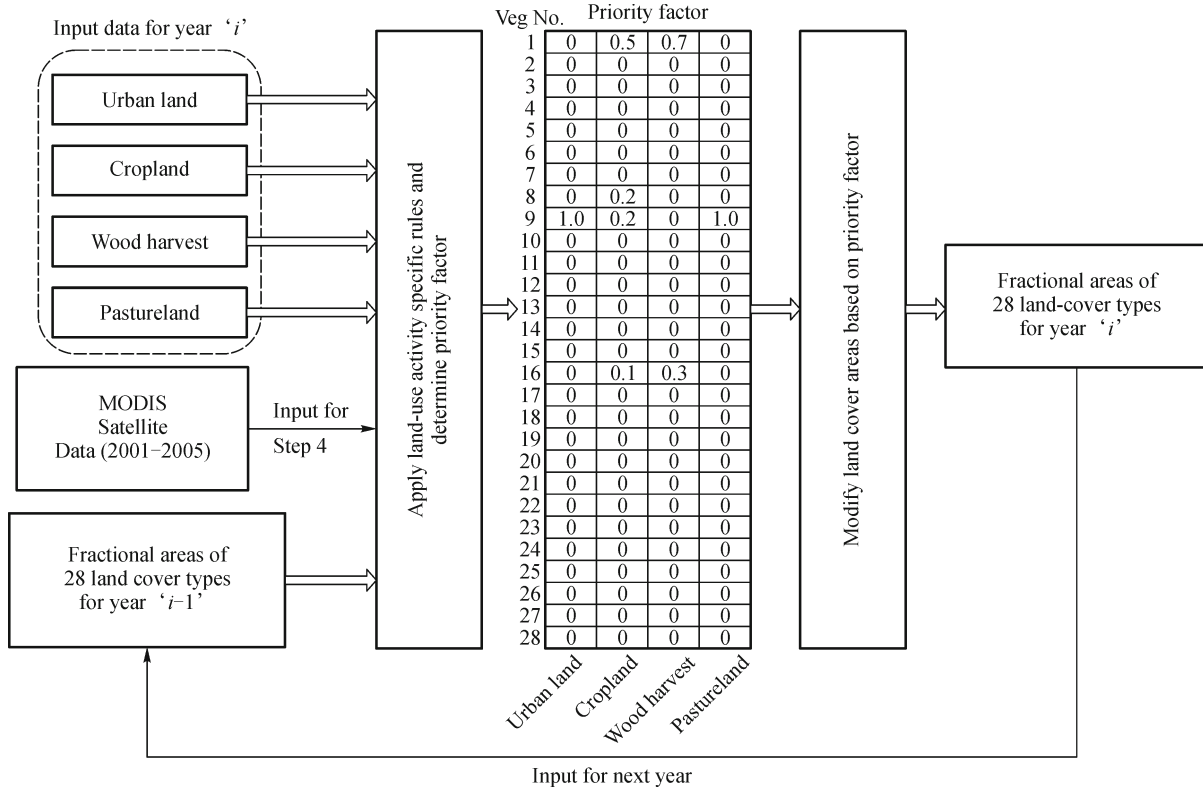 Input data for year ‘i’
Urban land
Cropland
Wood harvest
Pastureland
MODIS
Satellite
Data (2001−2005)
Input for
Step 4
Fractional areas of
28 land cover types
for year ‘i−1’
Apply land-use activity specific rules and
determine priority factor
Veg No. Priority factor
1 0 0.5 0.7 0
2 0 0 0 0
3 0 0 0 0
4 0 0 0 0
5 0 0 0 0
6 0 0 0 0
7 0 0 0 0
8 0 0.2 0 0
9 1.0 0.2 0 1.0
10 0 0 0 0
11 0 0 0 0
12 0 0 0 0
13 0 0 0 0
14 0 0 0 0
15 0 0 0 0
16 0 0.1 0.3 0
17 0 0 0 0
18 0 0 0 0
19 0 0 0 0
20 0 0 0 0
21 0 0 0 0
22 0 0 0 0
23 0 0 0 0
24 0 0 0 0
25 0 0 0 0
26 0 0 0 0
27 0 0 0 0
28 0 0 0 0
Urban land
Cropland
Wood harvest
Pastureland
Modify land cover areas based on priority factor
Fractional areas of
28 land-cover types
for year ‘i’
Input for next year